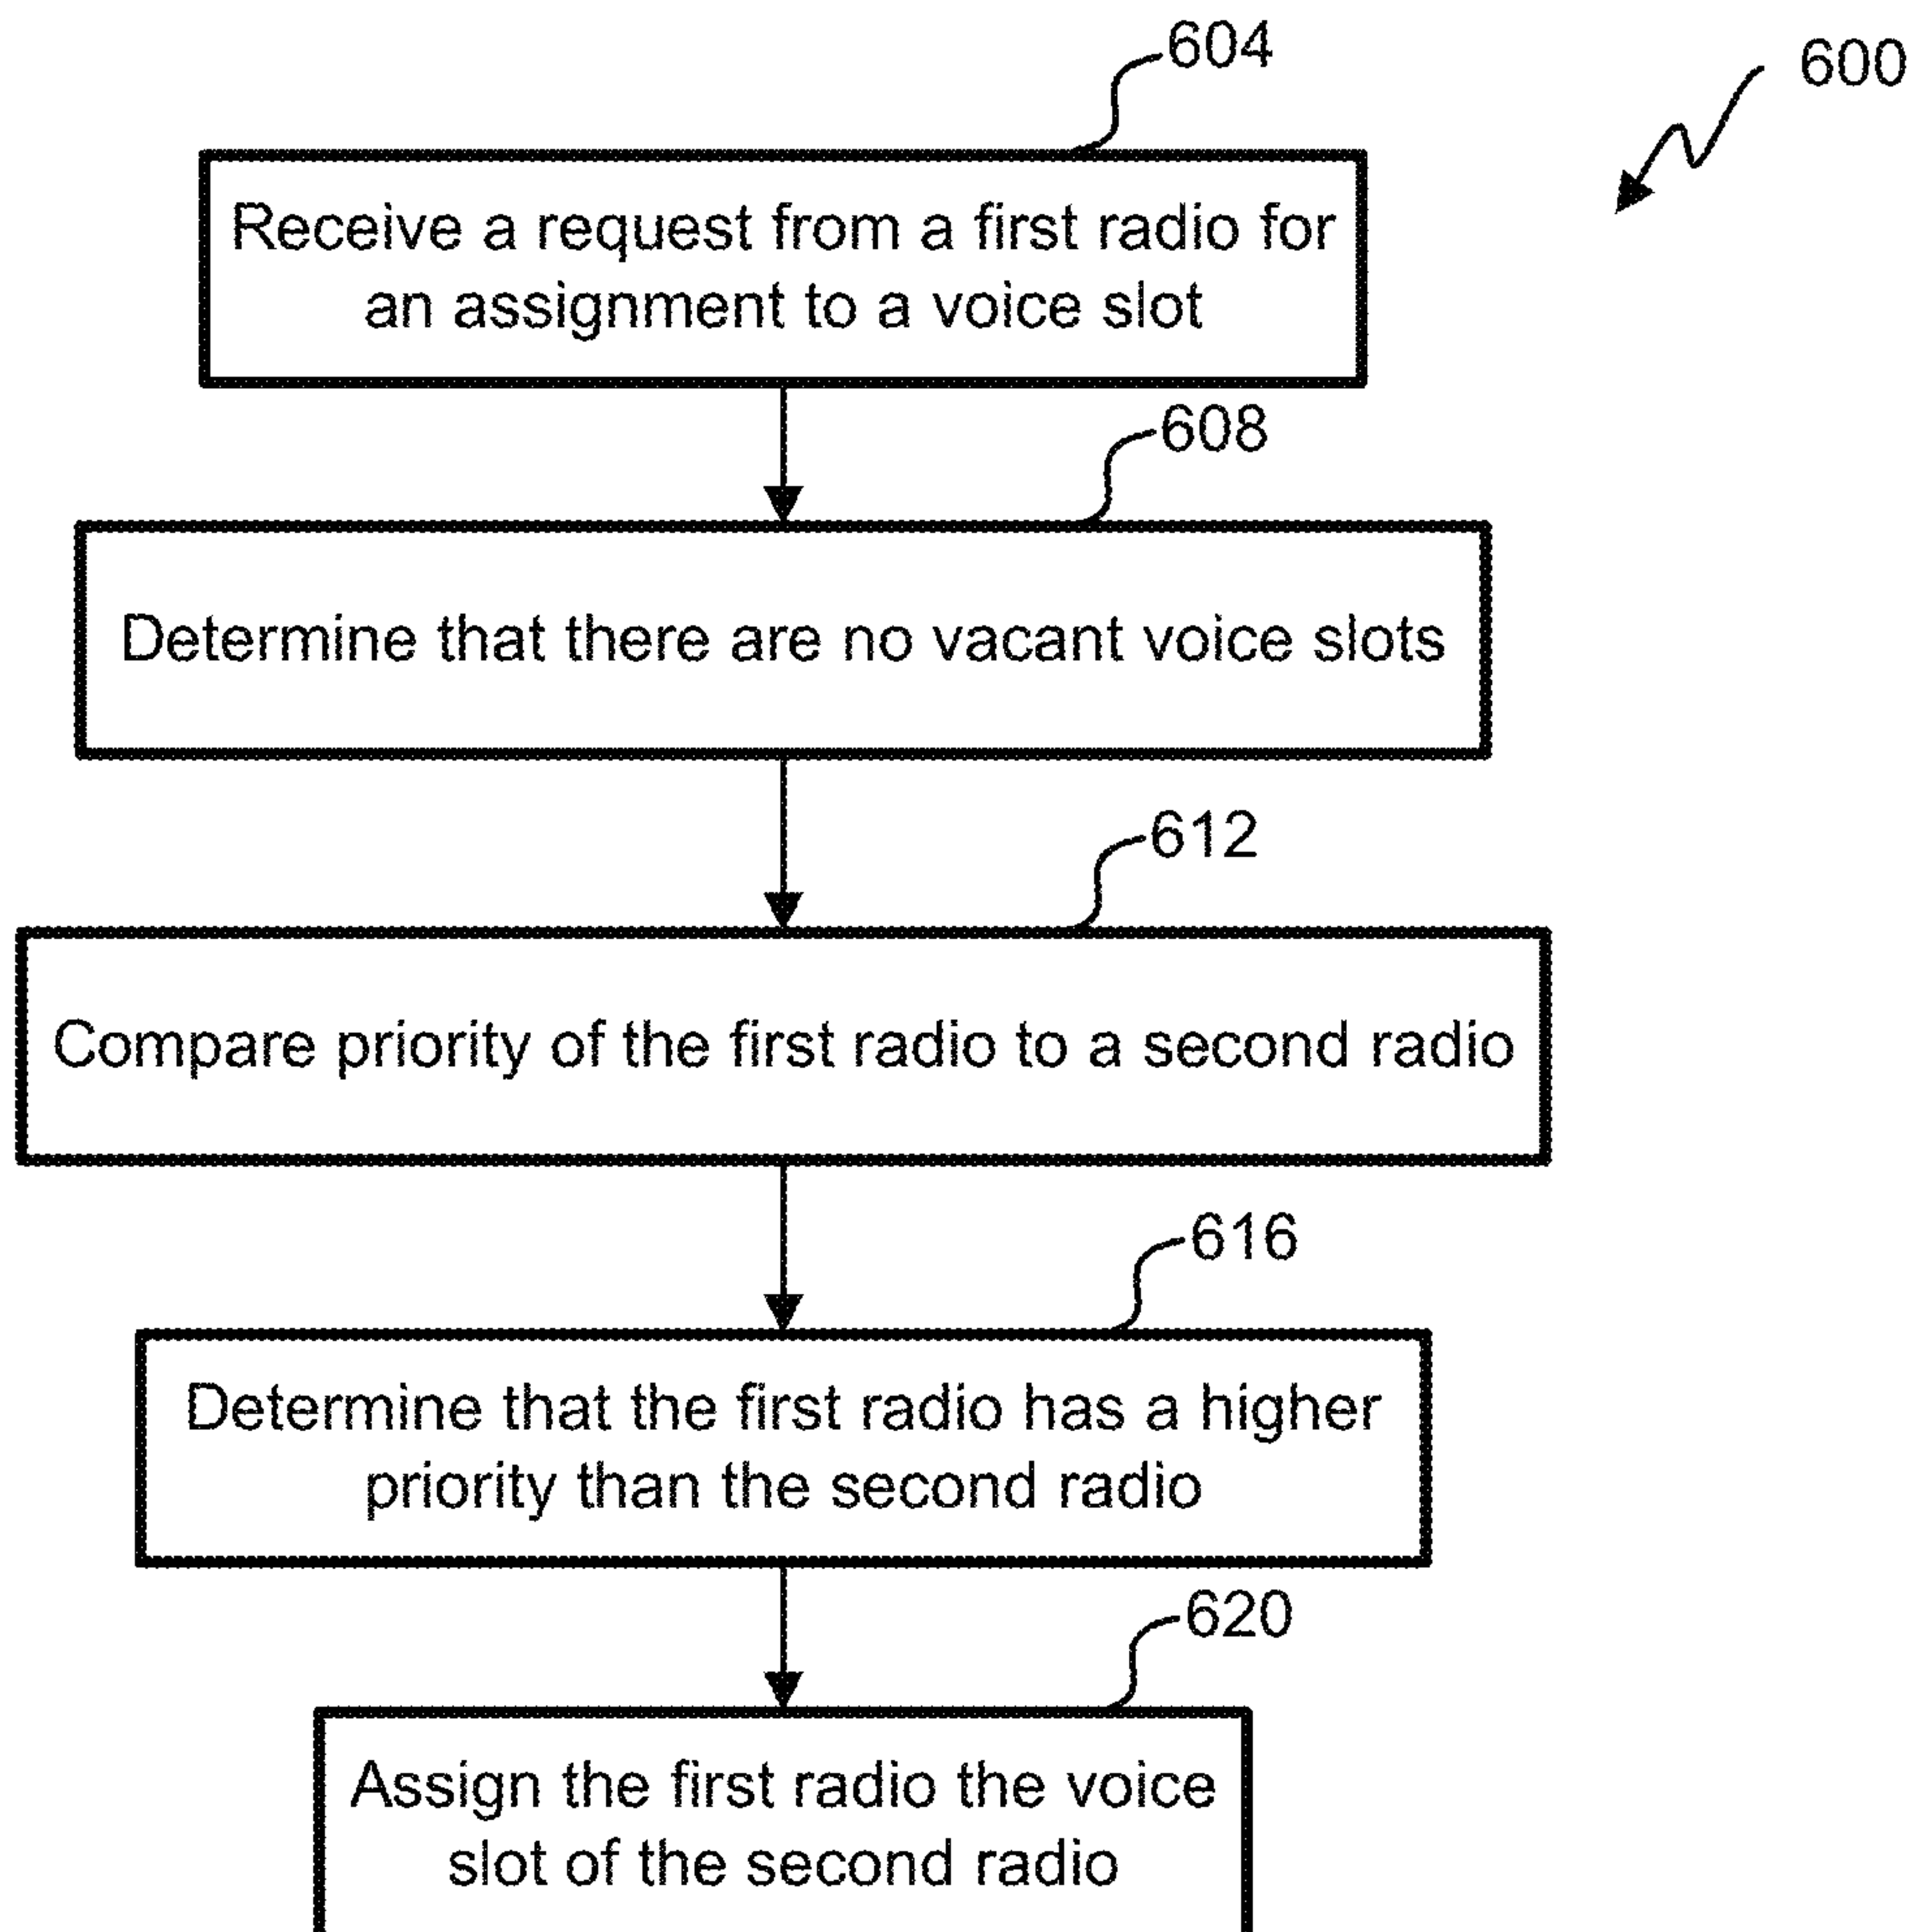 604
600
Receive a request from a first radio for
an assignment to a voice slot
608
Determine that there are no vacant voice slots
612
Compare priority of the first radio to a second radio
616
Determine that the first radio has a higher
priority than the second radio
620
Assign the first radio the voice
slot of the second radio